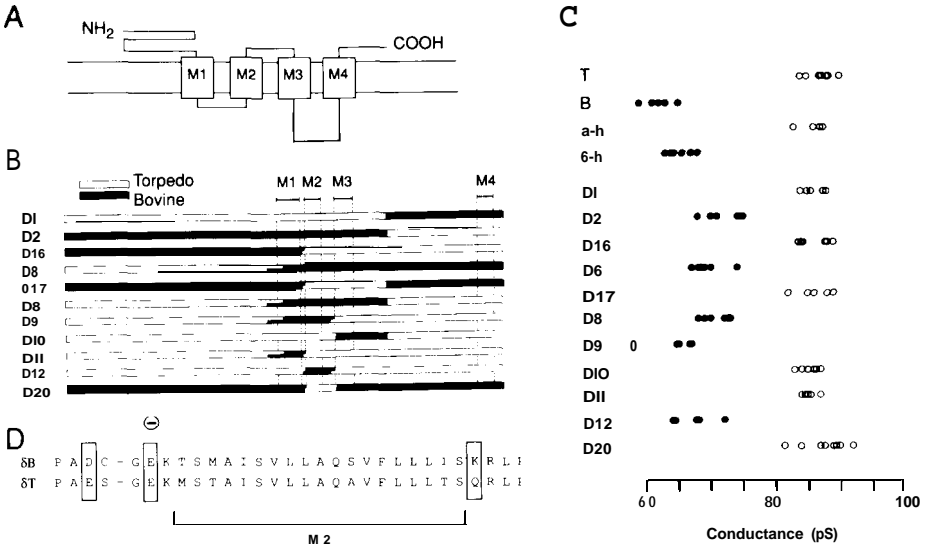 A
NH2
COOH
M1 M2 M3 M4
B
Torpedo
Bovine
M1 M2 M3 M4
DI
D2
D16
D8
017
D8
D9
DIO
DII
D12
D20
C
T
B
a-h
6-h
DI
D2
D16
D6
D17
D8
D9 0
DIO
DII
D12
D20
60 80 100
Conductance (pS)
D
−
δB P A D C - G E K T S M A I S V L L A Q S V F L L L I S K R L
δT P A E S - G E K M S T A I S V L L A Q A V F L L L T S Q R L
M 2